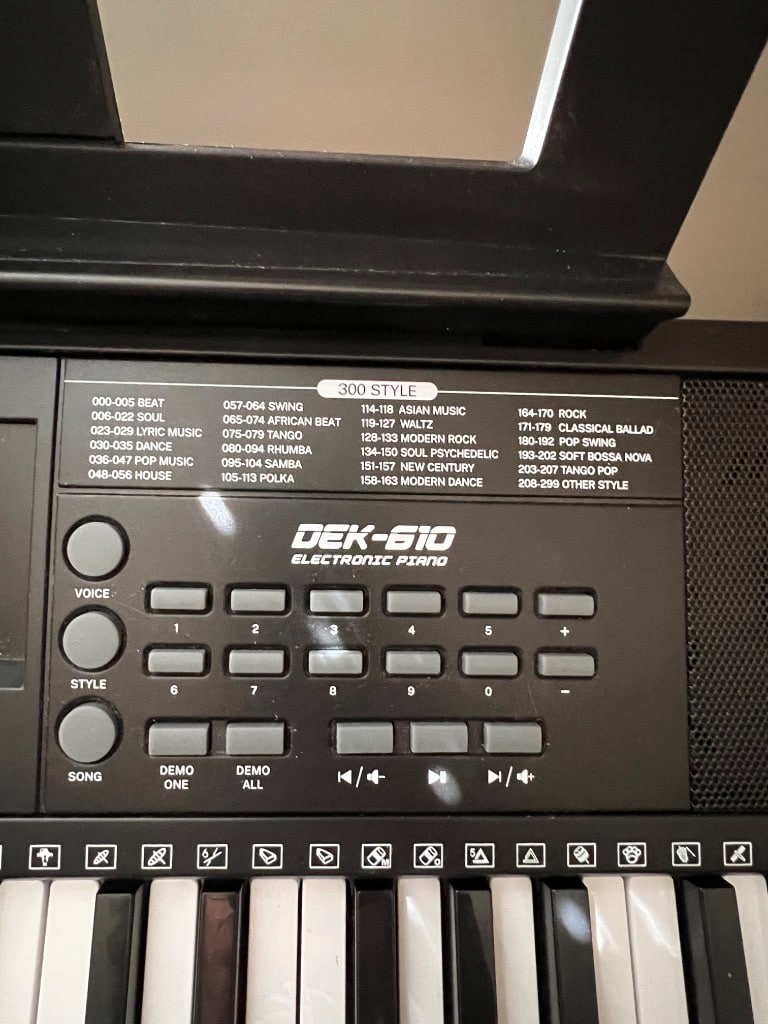 300 STYLE
000-005 BEAT
006-022 SOUL
023-029 LYRIC MUSIC
030-035 DANCE
036-047 POP MUSIC
048-056 HOUSE
057-064 SWING
065-074 AFRICAN BEAT
075-079 TANGO
080-094 RHUMBA
095-104 SAMBA
105-113 POLKA
114-118 ASIAN MUSIC
119-127 WALTZ
128-133 MODERN ROCK
134-150 SOUL PSYCHEDELIC
151-157 NEW CENTURY
158-163 MODERN DANCE
164-170 ROCK
171-179 CLASSICAL BALLAD
180-192 POP SWING
193-202 SOFT BOSSA NOVA
203-207 TANGO POP
208-299 OTHER STYLE
DEK-610
ELECTRONIC PIANO
VOICE
1 2 3 4 5 +
STYLE
6 7 8 9 0 −
SONG
DEMO ONE
DEMO ALL
/ −
/ +
M
O
5